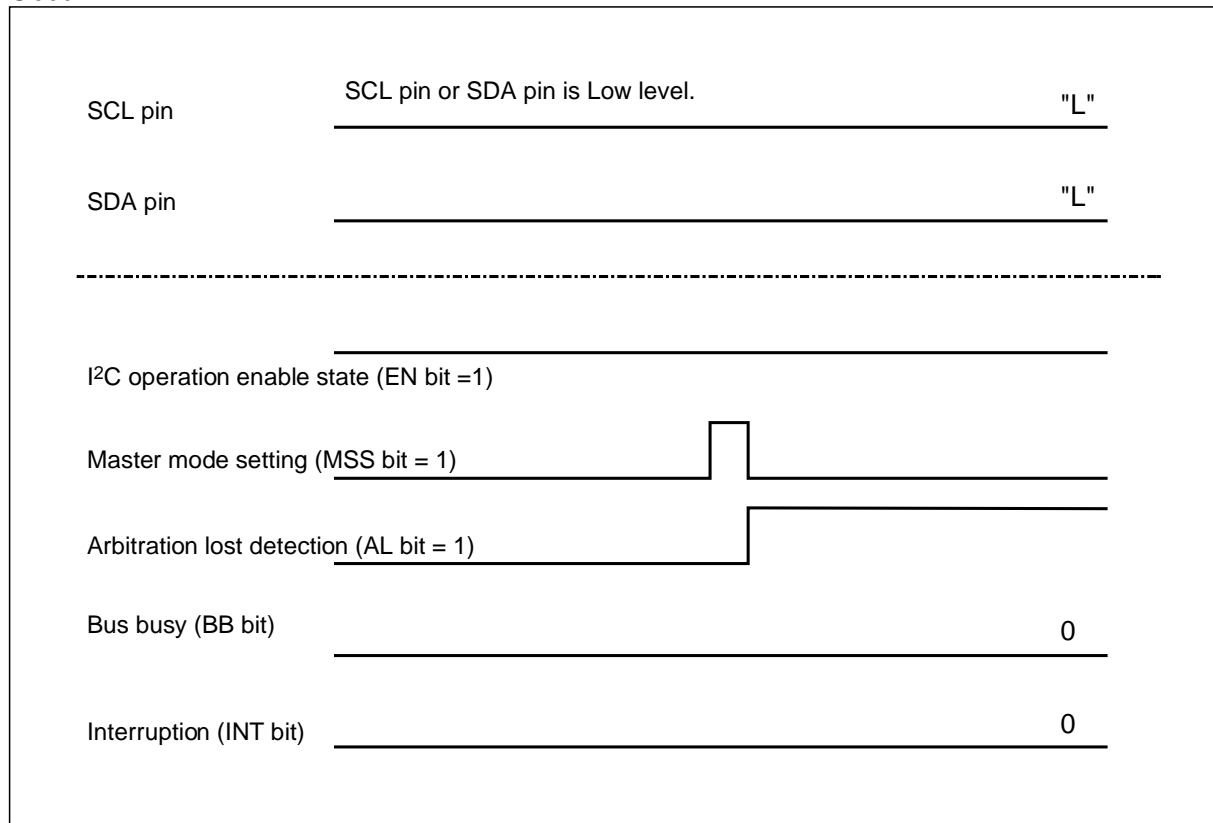 SCL pin or SDA pin is Low level.
SCL pin
"L"
SDA pin
"L"
I²C operation enable state (EN bit =1)
Master mode setting (MSS bit = 1)
Arbitration lost detection (AL bit = 1)
Bus busy (BB bit)
0
Interruption (INT bit)
0